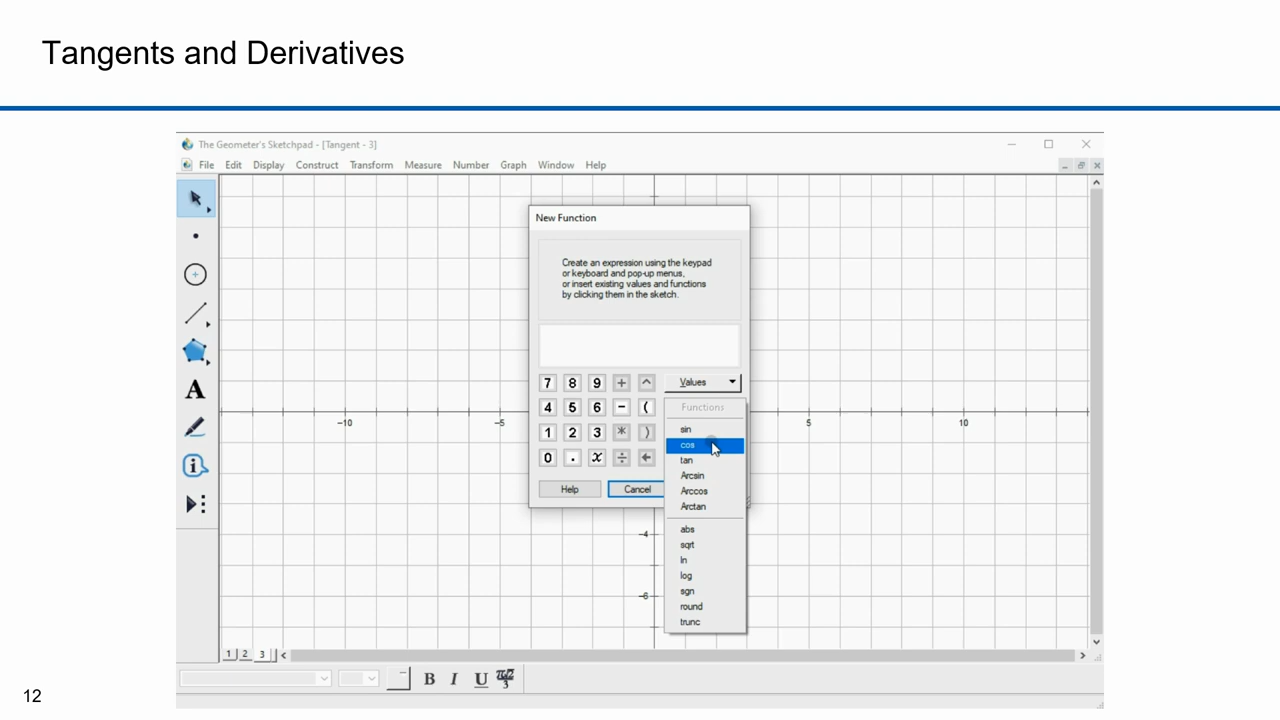 Tangents and Derivatives
The Geometer's Sketchpad - [Tangent - 3]
File Edit Display Construct Transform Measure Number Graph Window Help
New Function
Create an expression using the keypad
or keyboard and pop-up menus,
or insert existing values and functions
by clicking them in the sketch.
7 8 9 + ^ Values
4 5 6 - ( Functions
sin
1 2 3 * ) cos
0 . x ÷ ← tan
Arcsin
Help Cancel Arccos
Arctan
abs
sqrt
ln
log
sgn
round
trunc
-10 -5 5 10
-4
-6
A
1 2 3
B I U
12